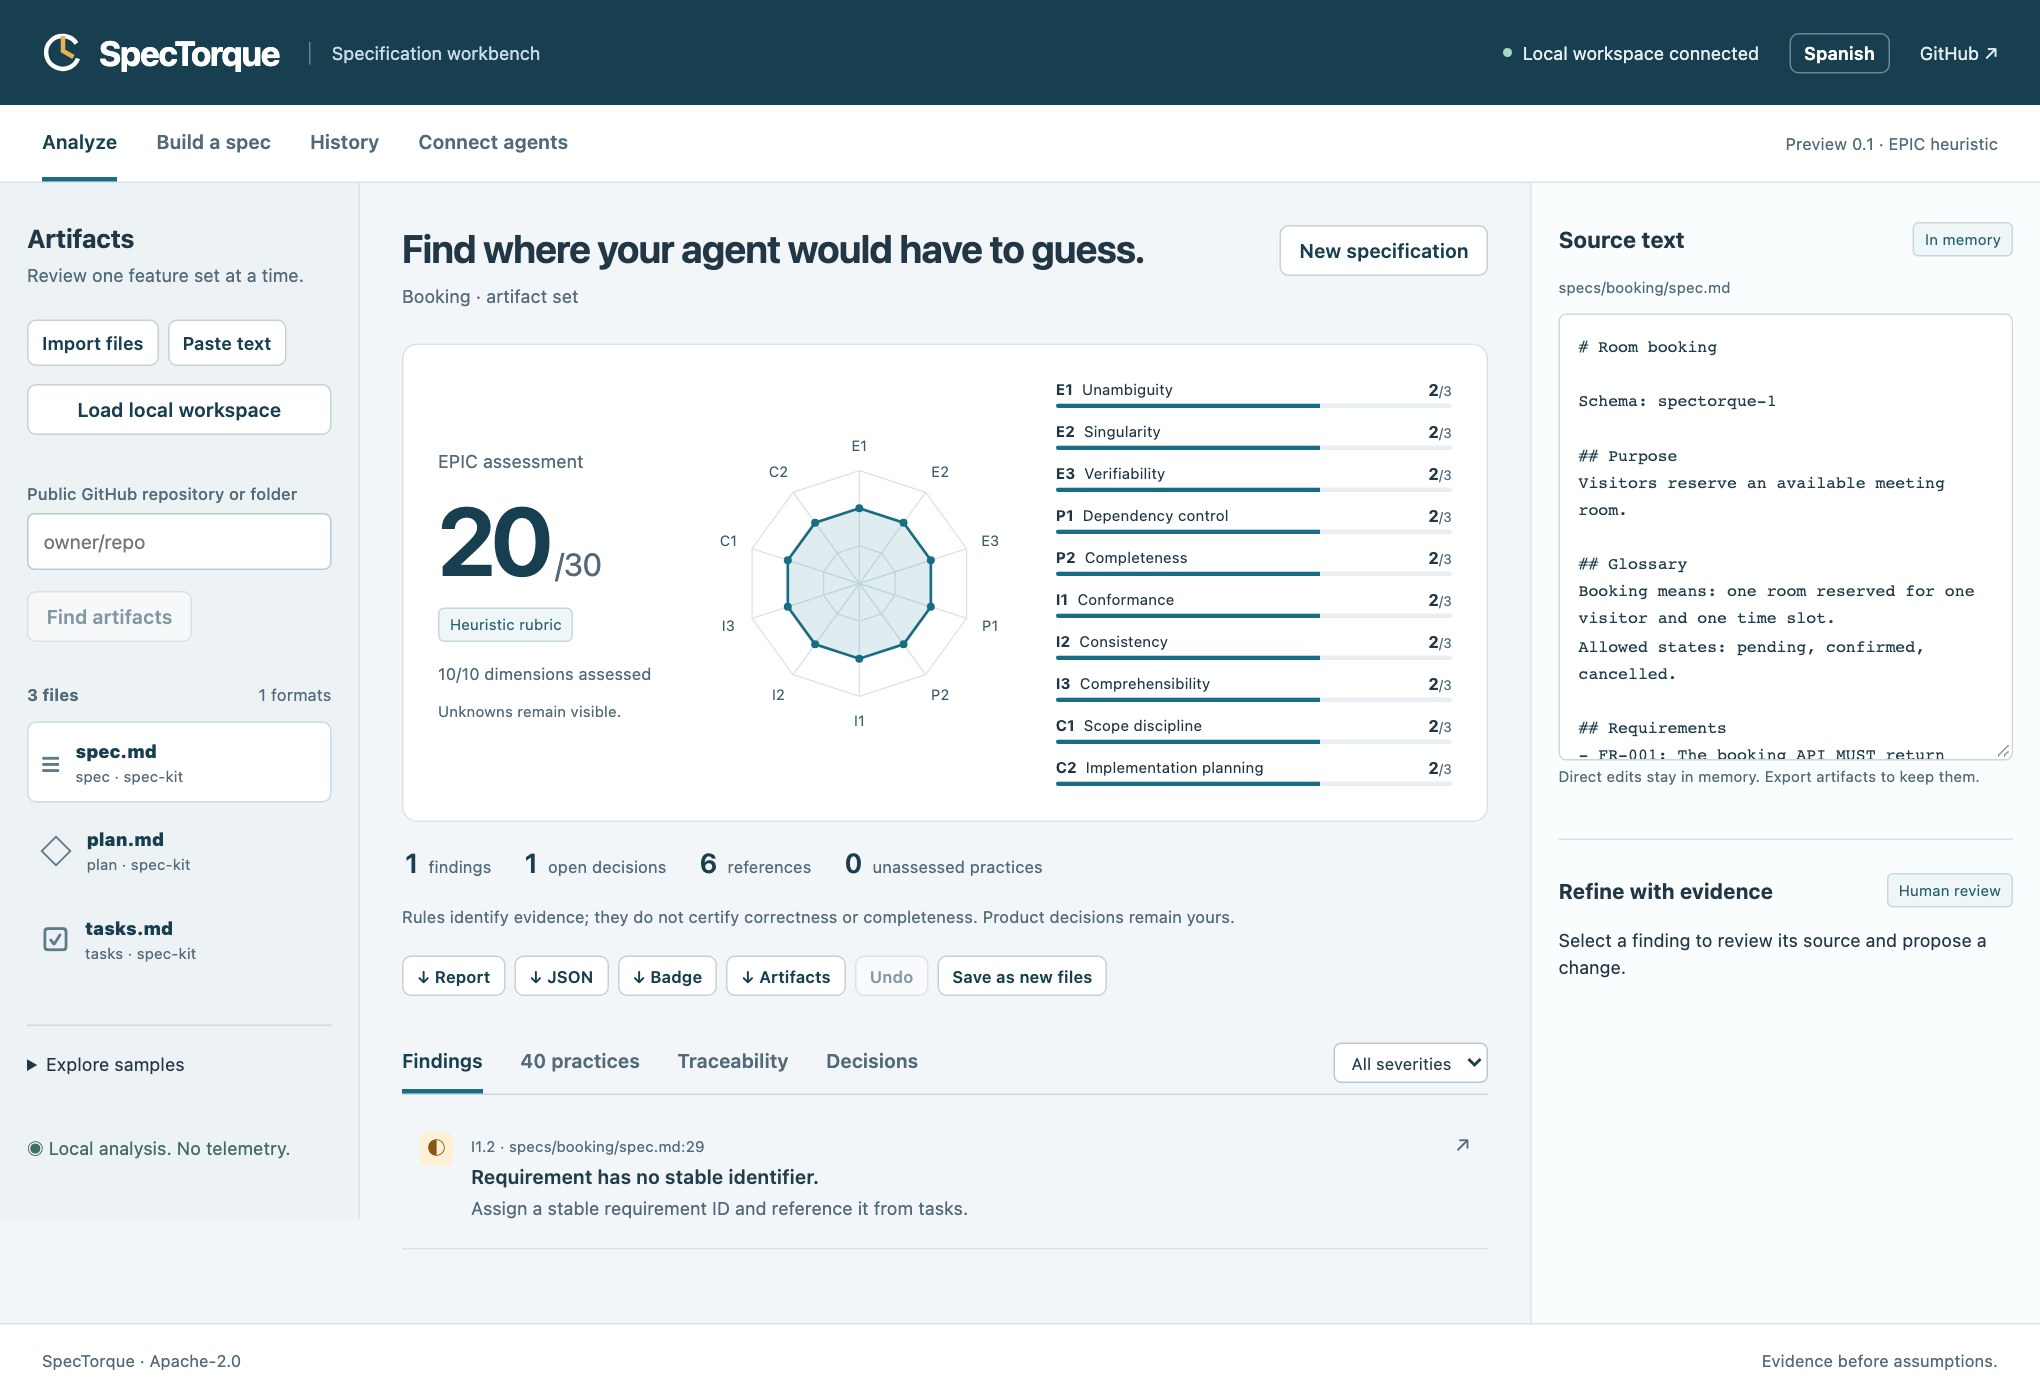 SpecTorque
Specification workbench
Local workspace connected
Spanish
GitHub ↗
Analyze
Build a spec
History
Connect agents
Preview 0.1 · EPIC heuristic
Artifacts
Review one feature set at a time.
Import files
Paste text
Load local workspace
Public GitHub repository or folder
owner/repo
Find artifacts
3 files
1 formats
spec.md
spec · spec-kit
plan.md
plan · spec-kit
tasks.md
tasks · spec-kit
Explore samples
Local analysis. No telemetry.
Find where your agent would have to guess.
New specification
Booking · artifact set
EPIC assessment
20/30
Heuristic rubric
10/10 dimensions assessed
Unknowns remain visible.
E1
E2
E3
P1
P2
I1
I2
I3
C1
C2
E1 Unambiguity 2/3
E2 Singularity 2/3
E3 Verifiability 2/3
P1 Dependency control 2/3
P2 Completeness 2/3
I1 Conformance 2/3
I2 Consistency 2/3
I3 Comprehensibility 2/3
C1 Scope discipline 2/3
C2 Implementation planning 2/3
1 findings
1 open decisions
6 references
0 unassessed practices
Rules identify evidence; they do not certify correctness or completeness. Product decisions remain yours.
↓ Report
↓ JSON
↓ Badge
↓ Artifacts
Undo
Save as new files
Findings
40 practices
Traceability
Decisions
All severities
I1.2 · specs/booking/spec.md:29
Requirement has no stable identifier.
Assign a stable requirement ID and reference it from tasks.
Source text
In memory
specs/booking/spec.md
# Room booking
Schema: spectorque-1
## Purpose
Visitors reserve an available meeting
room.
## Glossary
Booking means: one room reserved for one
visitor and one time slot.
Allowed states: pending, confirmed,
cancelled.
## Requirements
- FR-001: The booking API MUST return
Direct edits stay in memory. Export artifacts to keep them.
Refine with evidence
Human review
Select a finding to review its source and propose a
change.
SpecTorque · Apache-2.0
Evidence before assumptions.